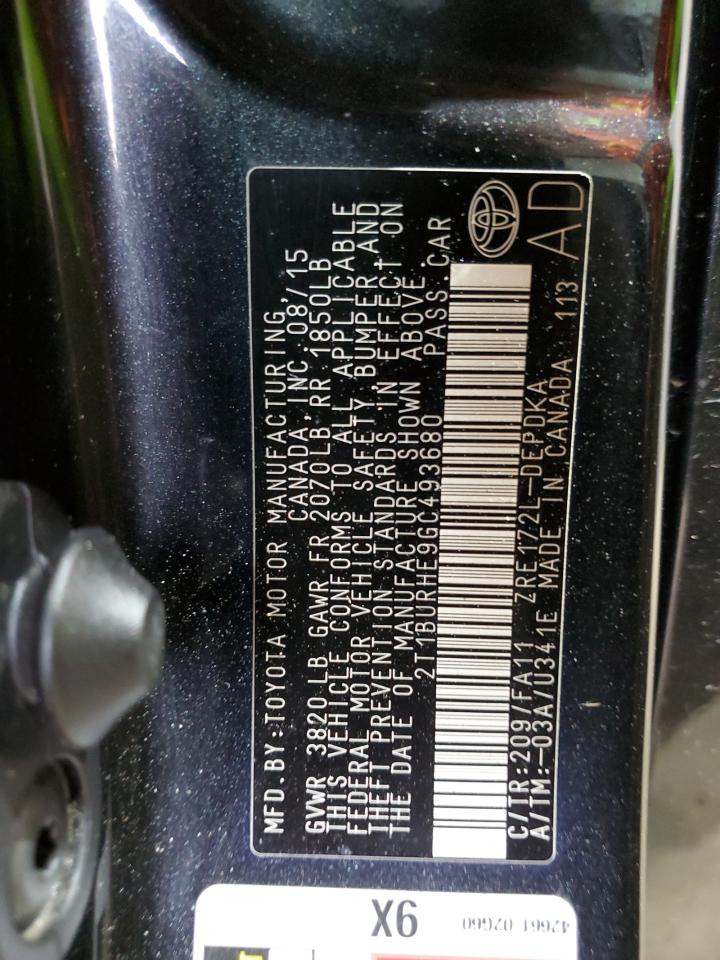 MFD.BY:TOYOTA MOTOR MANUFACTURING,
CANADA, INC. 08/15
GVWR 3820 LB GAWR FR 2070LB RR 1850LB
THIS VEHICLE CONFORMS TO ALL APPLICABLE
FEDERAL MOTOR VEHICLE SAFETY, BUMPER AND
THEFT PREVENTION STANDARDS IN EFFECT ON
THE DATE OF MANUFACTURE SHOWN ABOVE.
2T1BURHE9GC493680 PASS.CAR
C/TR:209/FA11 ZRE172L-DEPDKA
A/TM:-03A/U341E MADE IN CANADA 113
AD
9X
42661 02G60